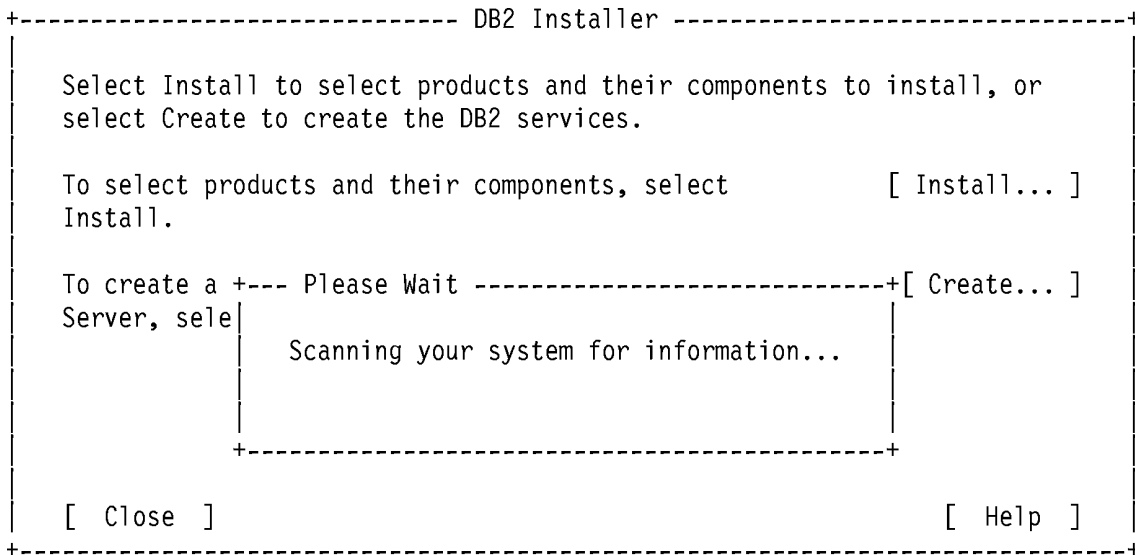 DB2 Installer
Select Install to select products and their components to install, or
select Create to create the DB2 services.
To select products and their components, select [ Install... ]
Install.
To create a +--- Please Wait -----------------------------+[ Create... ]
Server, sele
Scanning your system for information...
[ Close ] [ Help ]